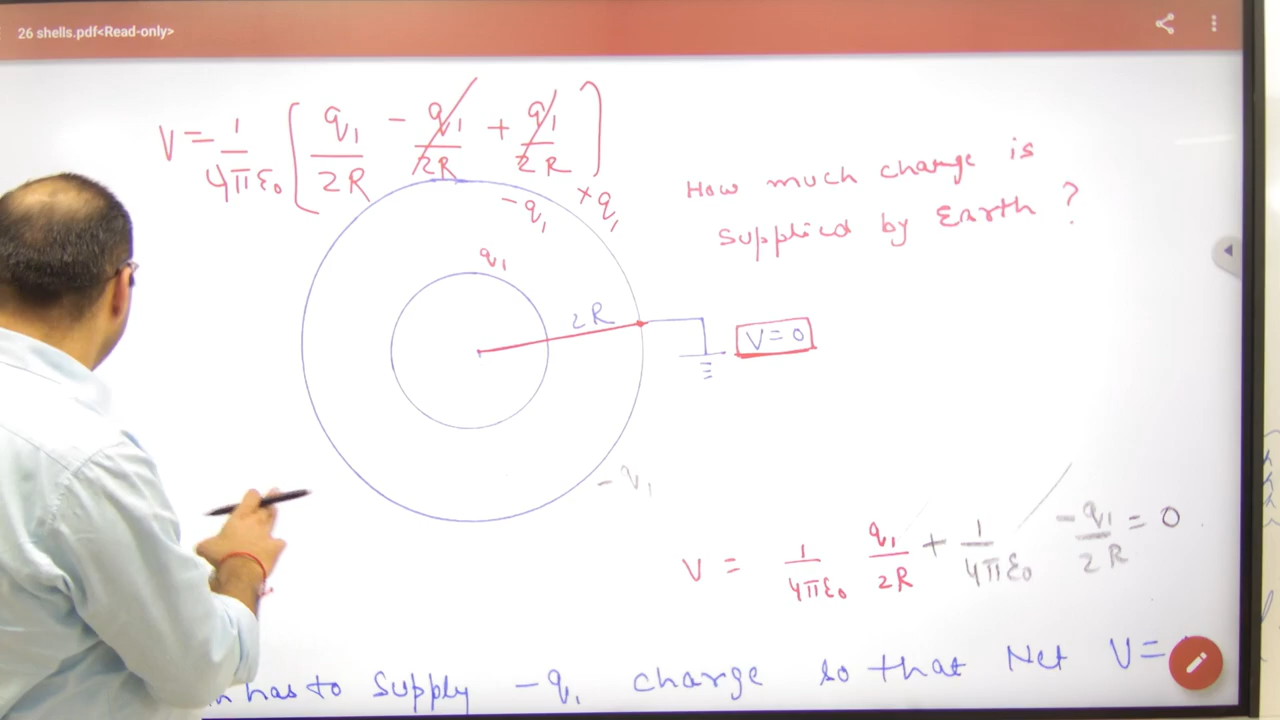 26 shells.pdf<Read-only>
V = 1/4πε₀ [ q₁/2R - q₁/2R + q₁/2R ]
-q₁ +q₁
How much charge is
supplied by Earth ?
q₁
2R
V = 0
-q₁
V = 1/4πε₀ q₁/2R + 1/4πε₀ -q₁/2R = 0
has to supply -q₁ charge so that Net V =